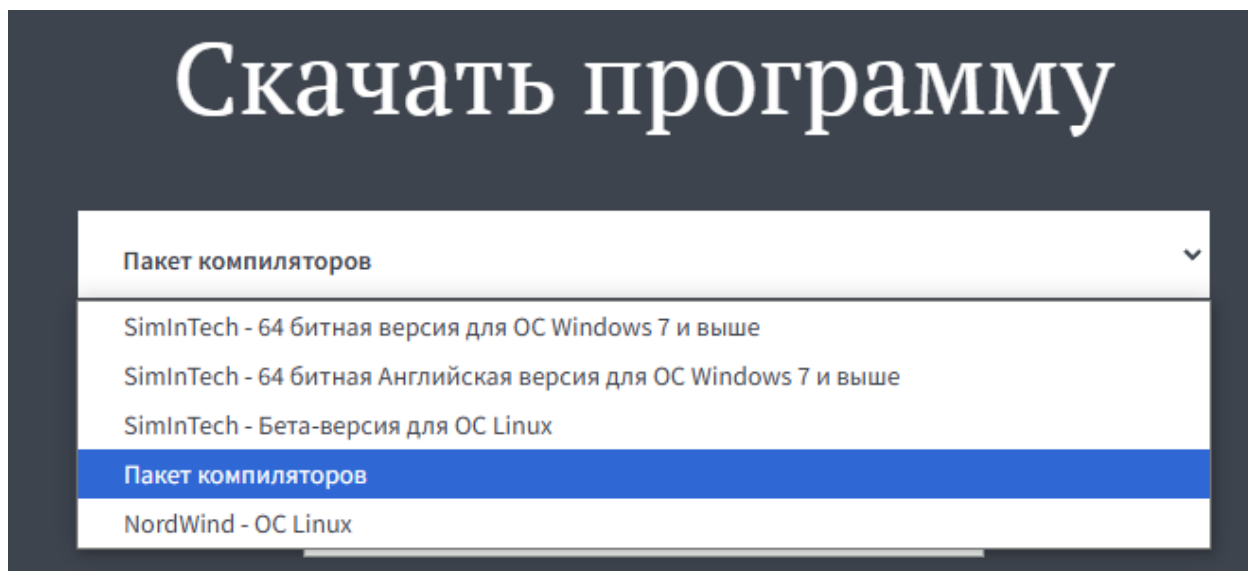 Скачать программу
Пакет компиляторов
SimInTech - 64 битная версия для ОС Windows 7 и выше
SimInTech - 64 битная Английская версия для ОС Windows 7 и выше
SimInTech - Бета-версия для ОС Linux
Пакет компиляторов
NordWind - ОС Linux